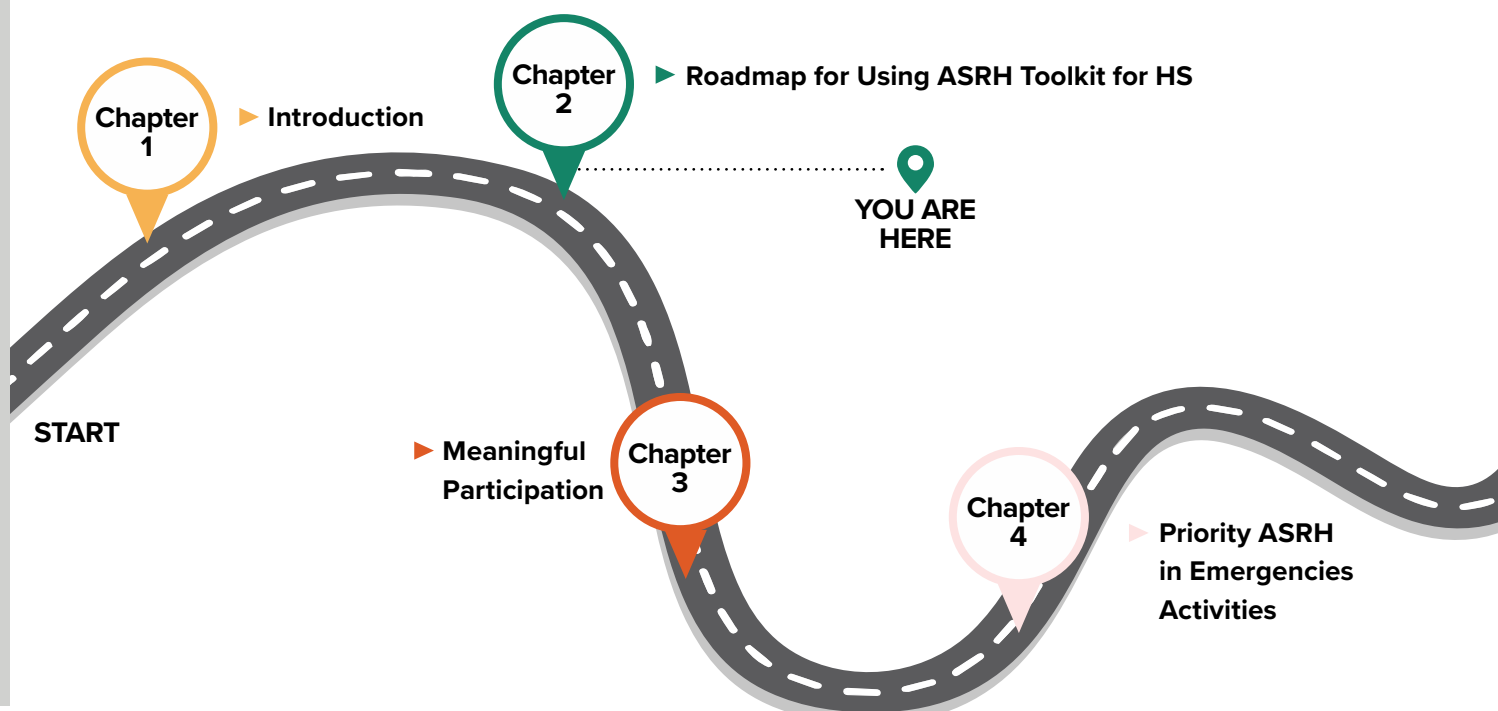 Chapter
1
Introduction
Chapter
2
Roadmap for Using ASRH Toolkit for HS
YOU ARE
HERE
START
Meaningful
Participation
Chapter
3
Chapter
4
Priority ASRH
in Emergencies
Activities